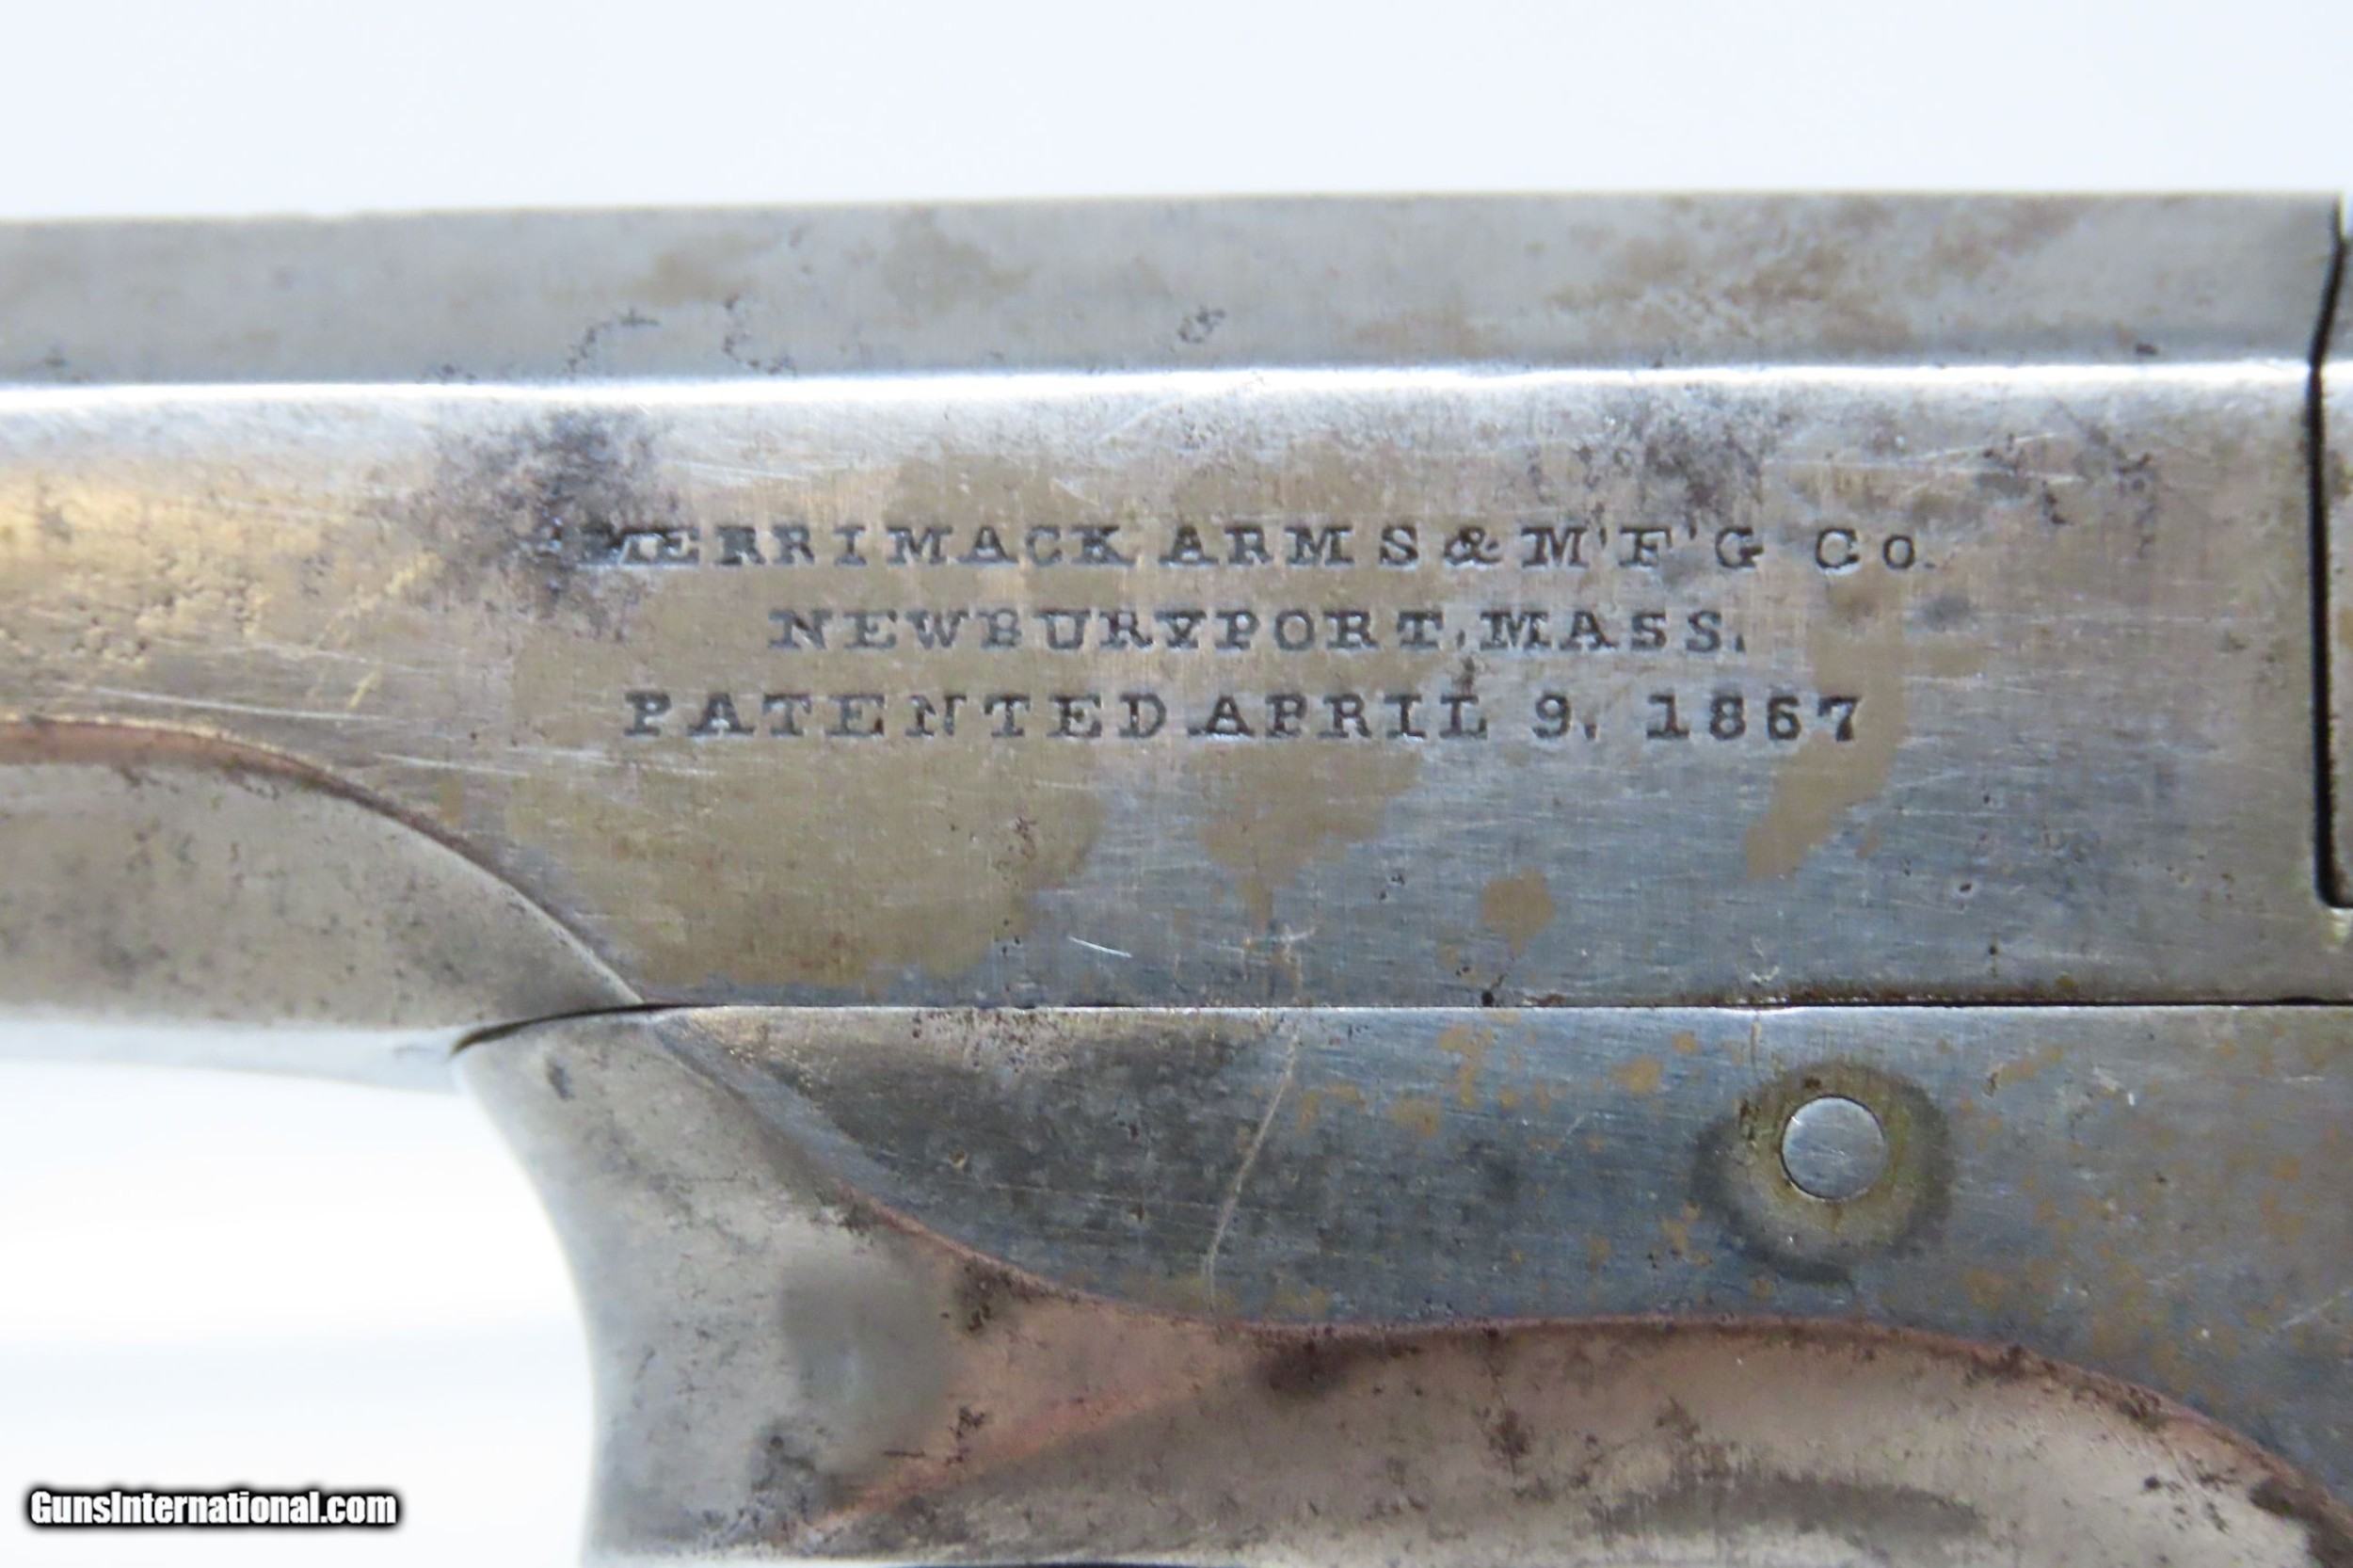 MERRIMACK ARMS & M'F'G Co.
NEWBURYPORT, MASS.
PATENTED APRIL 9, 1867
GunsInternational.com